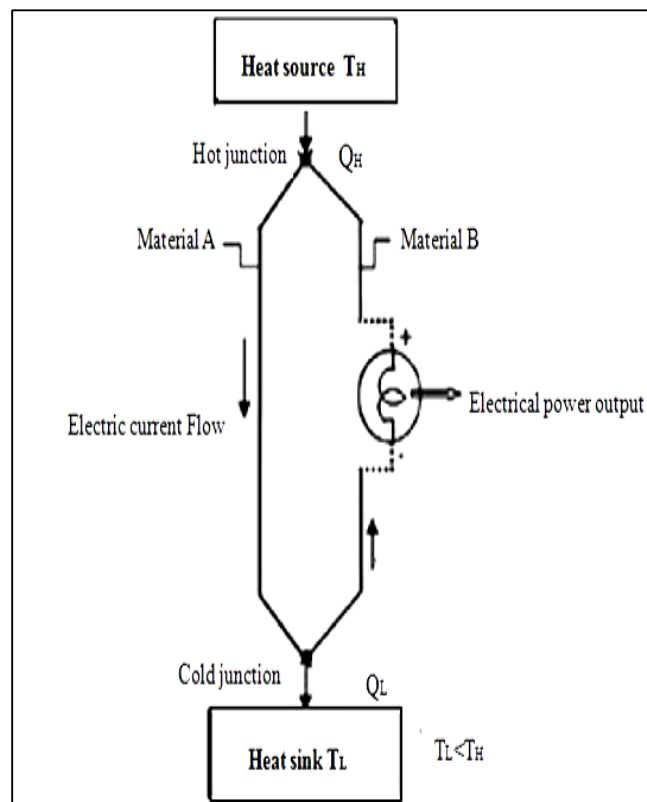 Heat source TH
Hot junction
QH
Material A
Material B
+
Electrical power output
Electric current Flow
-
Cold junction
QL
Heat sink TL
TL<TH